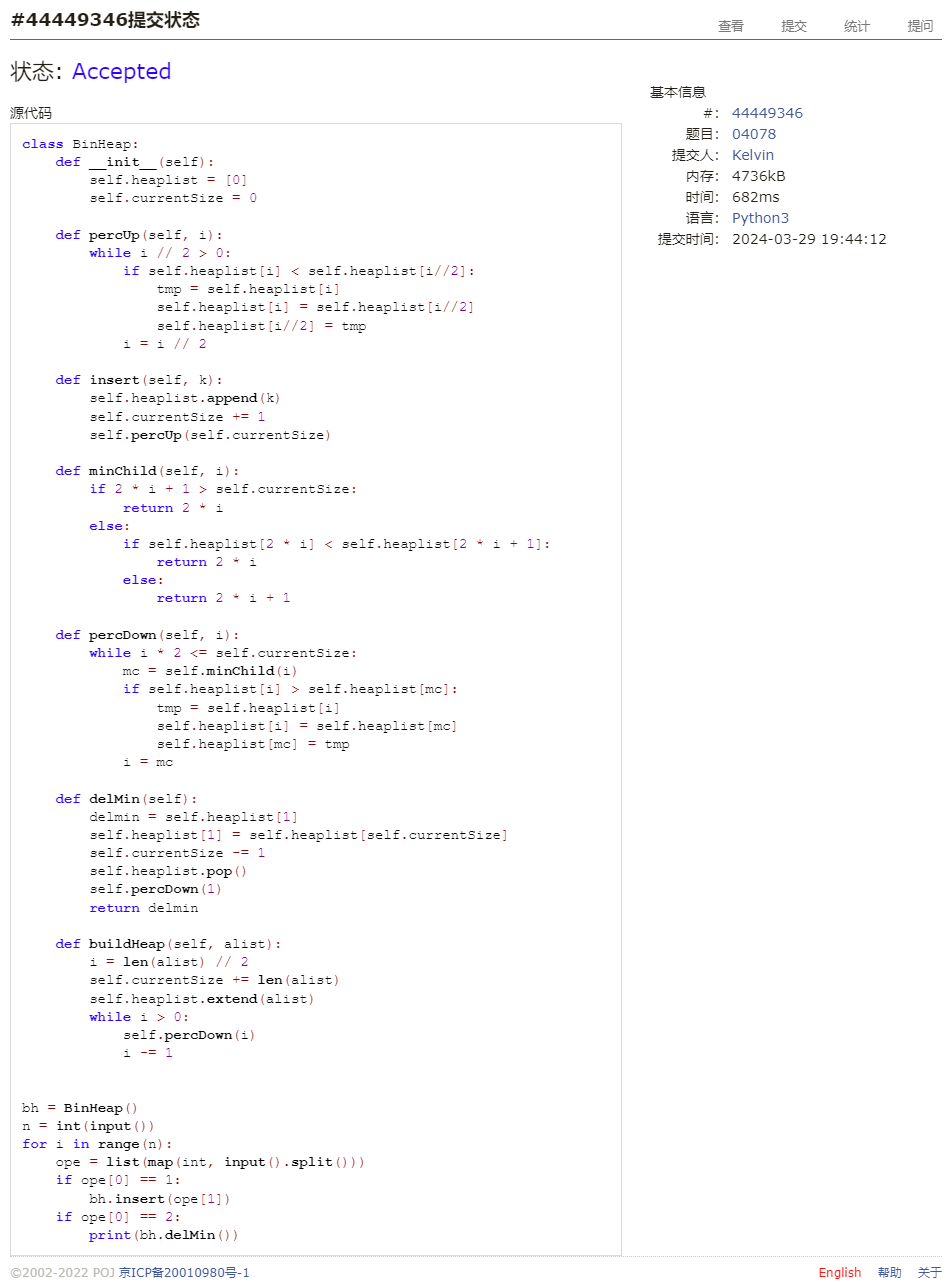 #44449346提交状态
查看 提交 统计 提问
状态: Accepted
源代码
class BinHeap:
    def __init__(self):
        self.heaplist = [0]
        self.currentSize = 0

    def percUp(self, i):
        while i // 2 > 0:
            if self.heaplist[i] < self.heaplist[i//2]:
                tmp = self.heaplist[i]
                self.heaplist[i] = self.heaplist[i//2]
                self.heaplist[i//2] = tmp
            i = i // 2

    def insert(self, k):
        self.heaplist.append(k)
        self.currentSize += 1
        self.percUp(self.currentSize)

    def minChild(self, i):
        if 2 * i + 1 > self.currentSize:
            return 2 * i
        else:
            if self.heaplist[2 * i] < self.heaplist[2 * i + 1]:
                return 2 * i
            else:
                return 2 * i + 1

    def percDown(self, i):
        while i * 2 <= self.currentSize:
            mc = self.minChild(i)
            if self.heaplist[i] > self.heaplist[mc]:
                tmp = self.heaplist[i]
                self.heaplist[i] = self.heaplist[mc]
                self.heaplist[mc] = tmp
            i = mc

    def delMin(self):
        delmin = self.heaplist[1]
        self.heaplist[1] = self.heaplist[self.currentSize]
        self.currentSize -= 1
        self.heaplist.pop()
        self.percDown(1)
        return delmin

    def buildHeap(self, alist):
        i = len(alist) // 2
        self.currentSize += len(alist)
        self.heaplist.extend(alist)
        while i > 0:
            self.percDown(i)
            i -= 1


bh = BinHeap()
n = int(input())
for i in range(n):
    ope = list(map(int, input().split()))
    if ope[0] == 1:
        bh.insert(ope[1])
    if ope[0] == 2:
        print(bh.delMin())
基本信息
#: 44449346
题目: 04078
提交人: Kelvin
内存: 4736kB
时间: 682ms
语言: Python3
提交时间: 2024-03-29 19:44:12
©2002-2022 POJ 京ICP备20010980号-1
English 帮助 关于